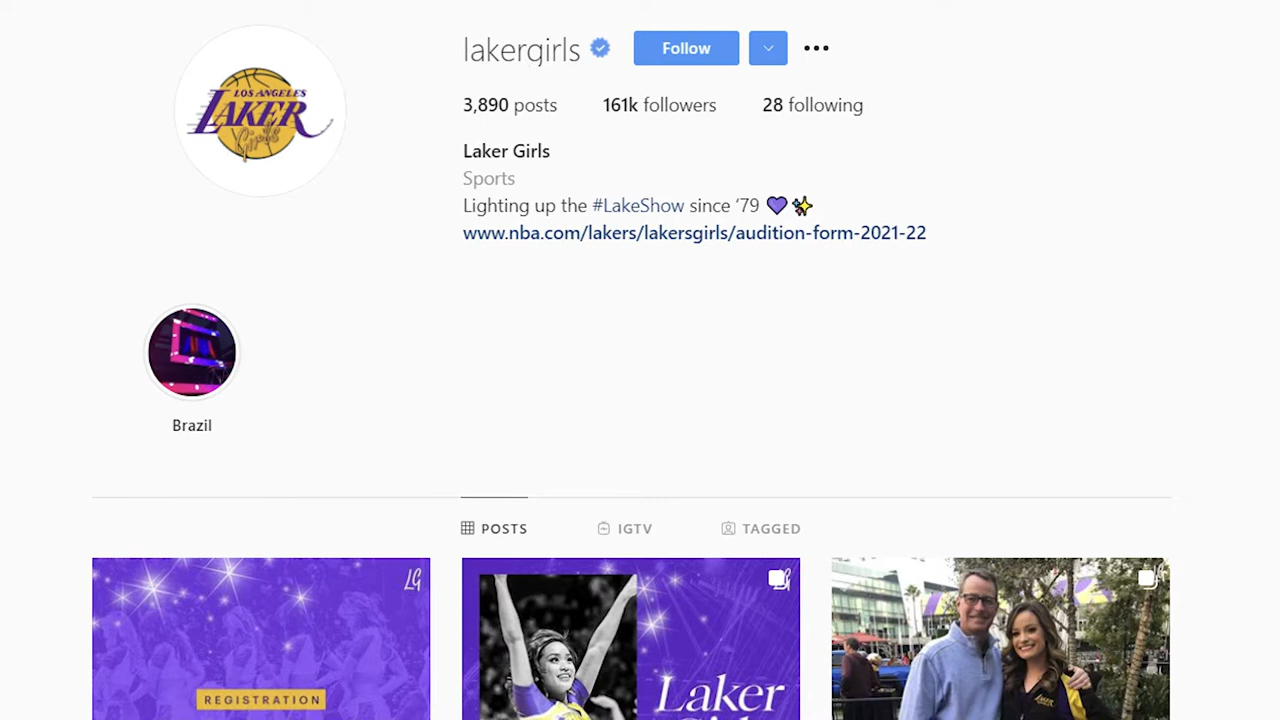 lakergirls
Follow
3,890 posts 161k followers 28 following
LOS ANGELES
LAKER
Girls
Laker Girls
Sports
Lighting up the #LakeShow since ‘79 💜✨
www.nba.com/lakers/lakersgirls/audition-form-2021-22
Brazil
POSTS IGTV TAGGED
LG
REGISTRATION
Laker